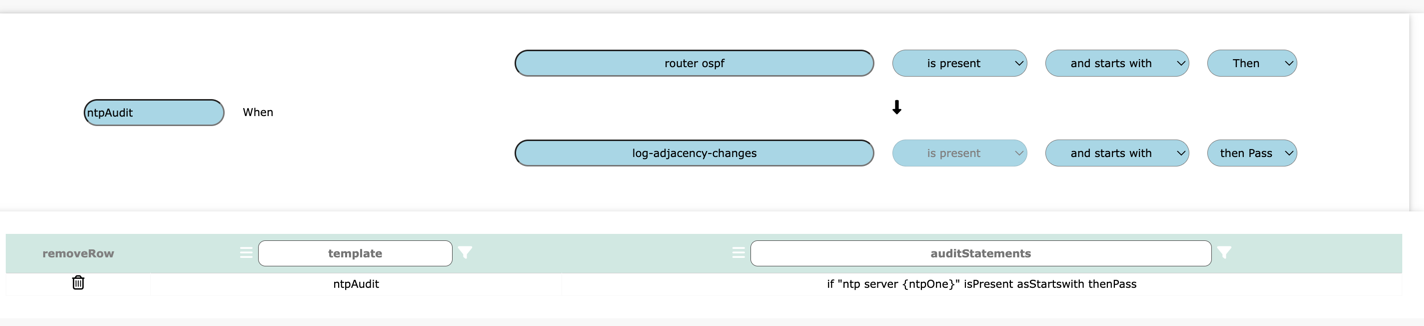 router ospf is present and starts with Then
ntpAudit When
log-adjacency-changes is present and starts with then Pass
removeRow template auditStatements
ntpAudit if "ntp server {ntpOne}" isPresent asStartswith thenPass